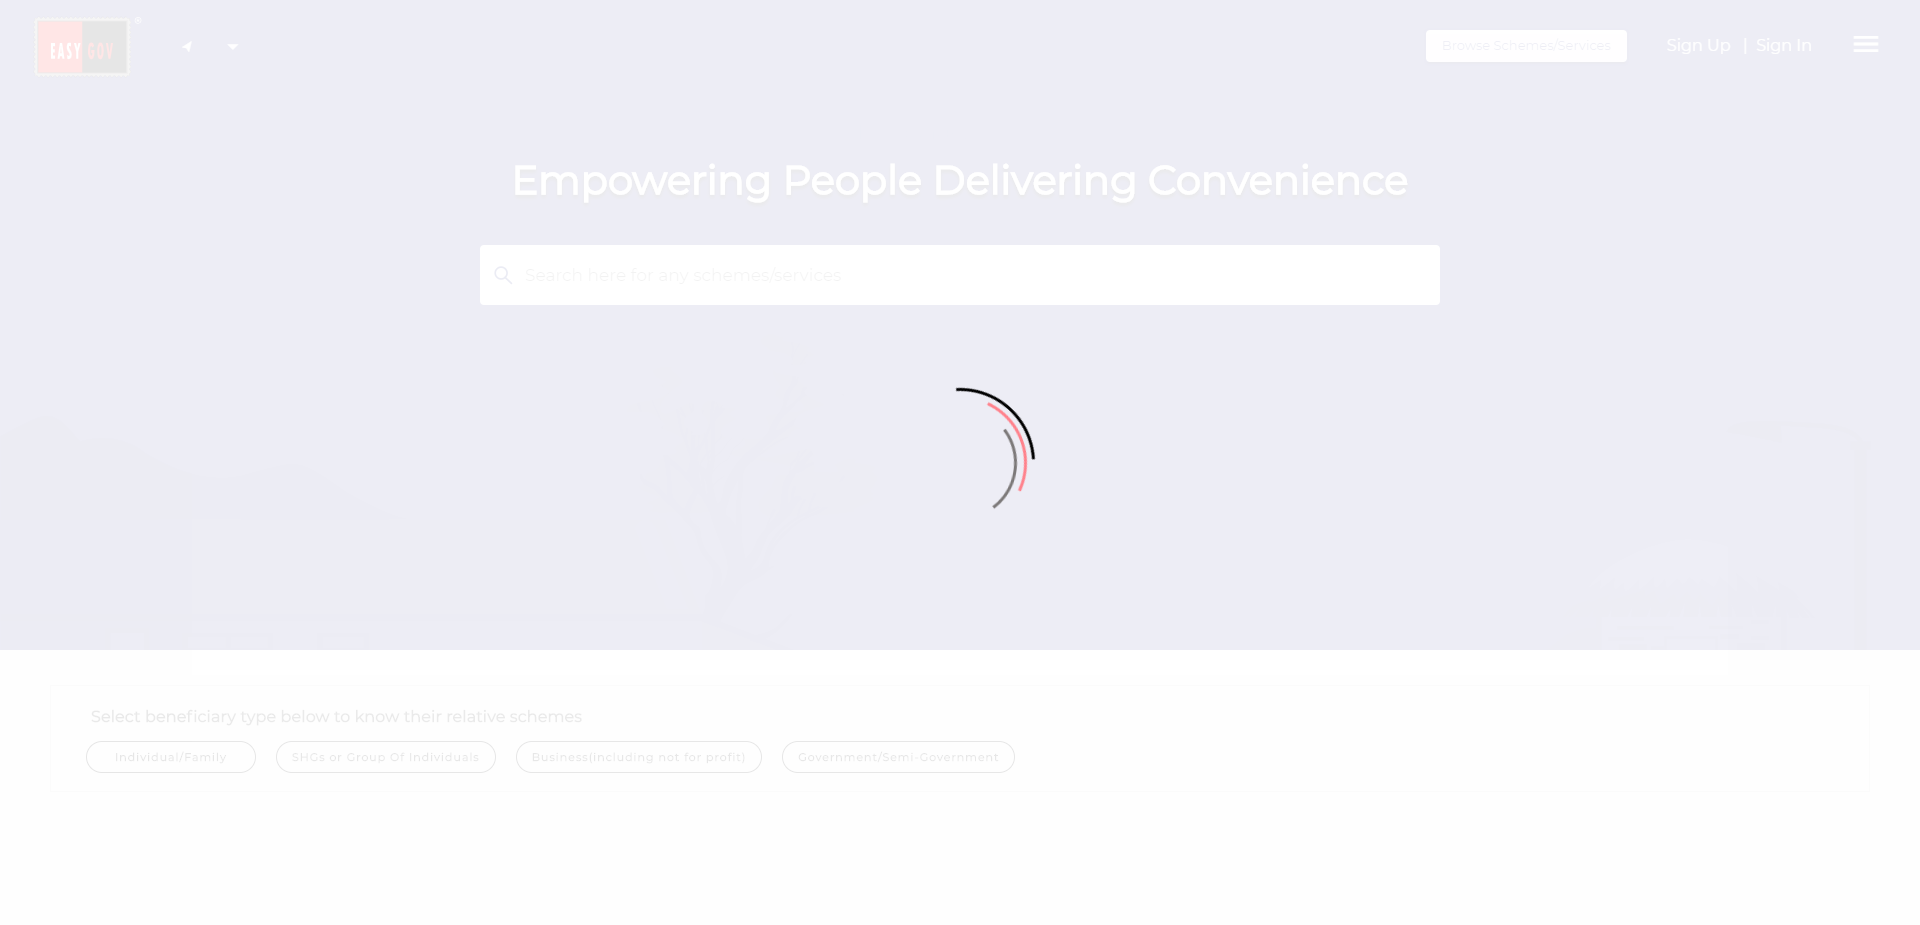 EASY GOV ®
Browse Schemes/Services
Sign Up | Sign In
Empowering People Delivering Convenience
Search here for any schemes/services
Select beneficiary type below to know their relative schemes
Individual/Family
SHGs or Group Of Individuals
Business(including not for profit)
Government/Semi-Government